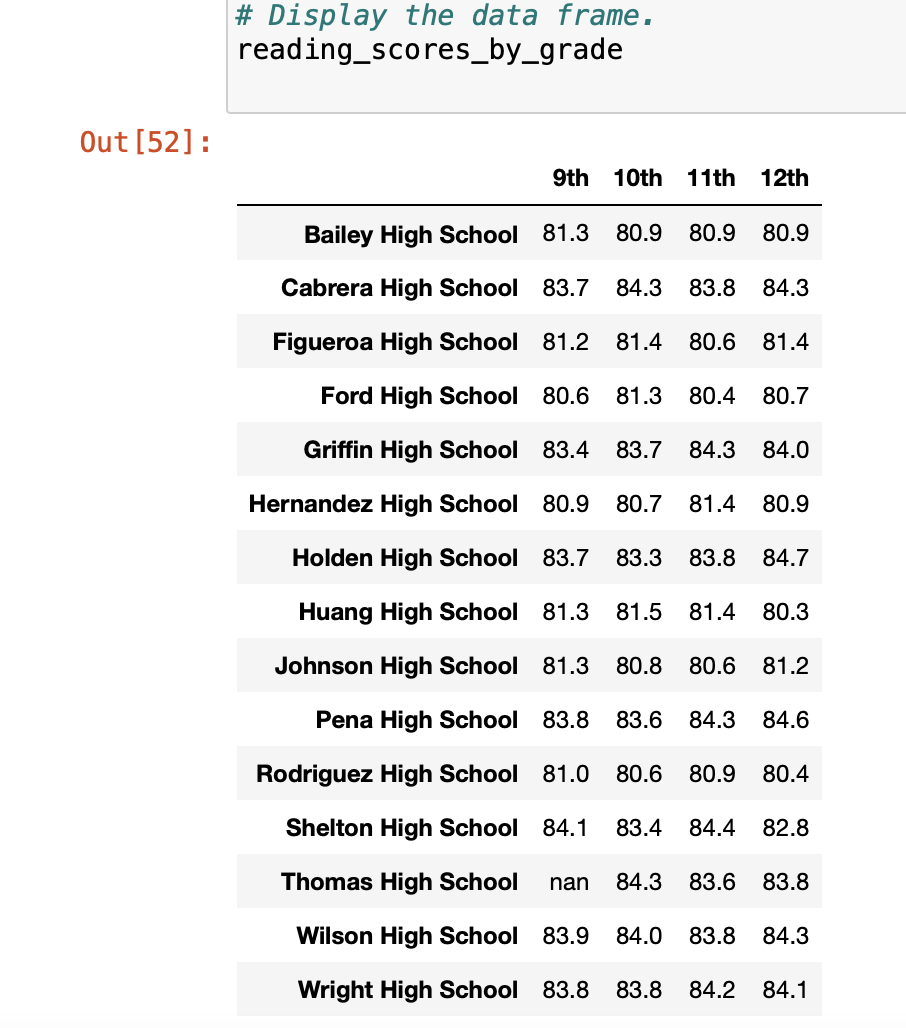 # Display the data frame.
reading_scores_by_grade
Out[52]:
9th 10th 11th 12th
Bailey High School 81.3 80.9 80.9 80.9
Cabrera High School 83.7 84.3 83.8 84.3
Figueroa High School 81.2 81.4 80.6 81.4
Ford High School 80.6 81.3 80.4 80.7
Griffin High School 83.4 83.7 84.3 84.0
Hernandez High School 80.9 80.7 81.4 80.9
Holden High School 83.7 83.3 83.8 84.7
Huang High School 81.3 81.5 81.4 80.3
Johnson High School 81.3 80.8 80.6 81.2
Pena High School 83.8 83.6 84.3 84.6
Rodriguez High School 81.0 80.6 80.9 80.4
Shelton High School 84.1 83.4 84.4 82.8
Thomas High School nan 84.3 83.6 83.8
Wilson High School 83.9 84.0 83.8 84.3
Wright High School 83.8 83.8 84.2 84.1